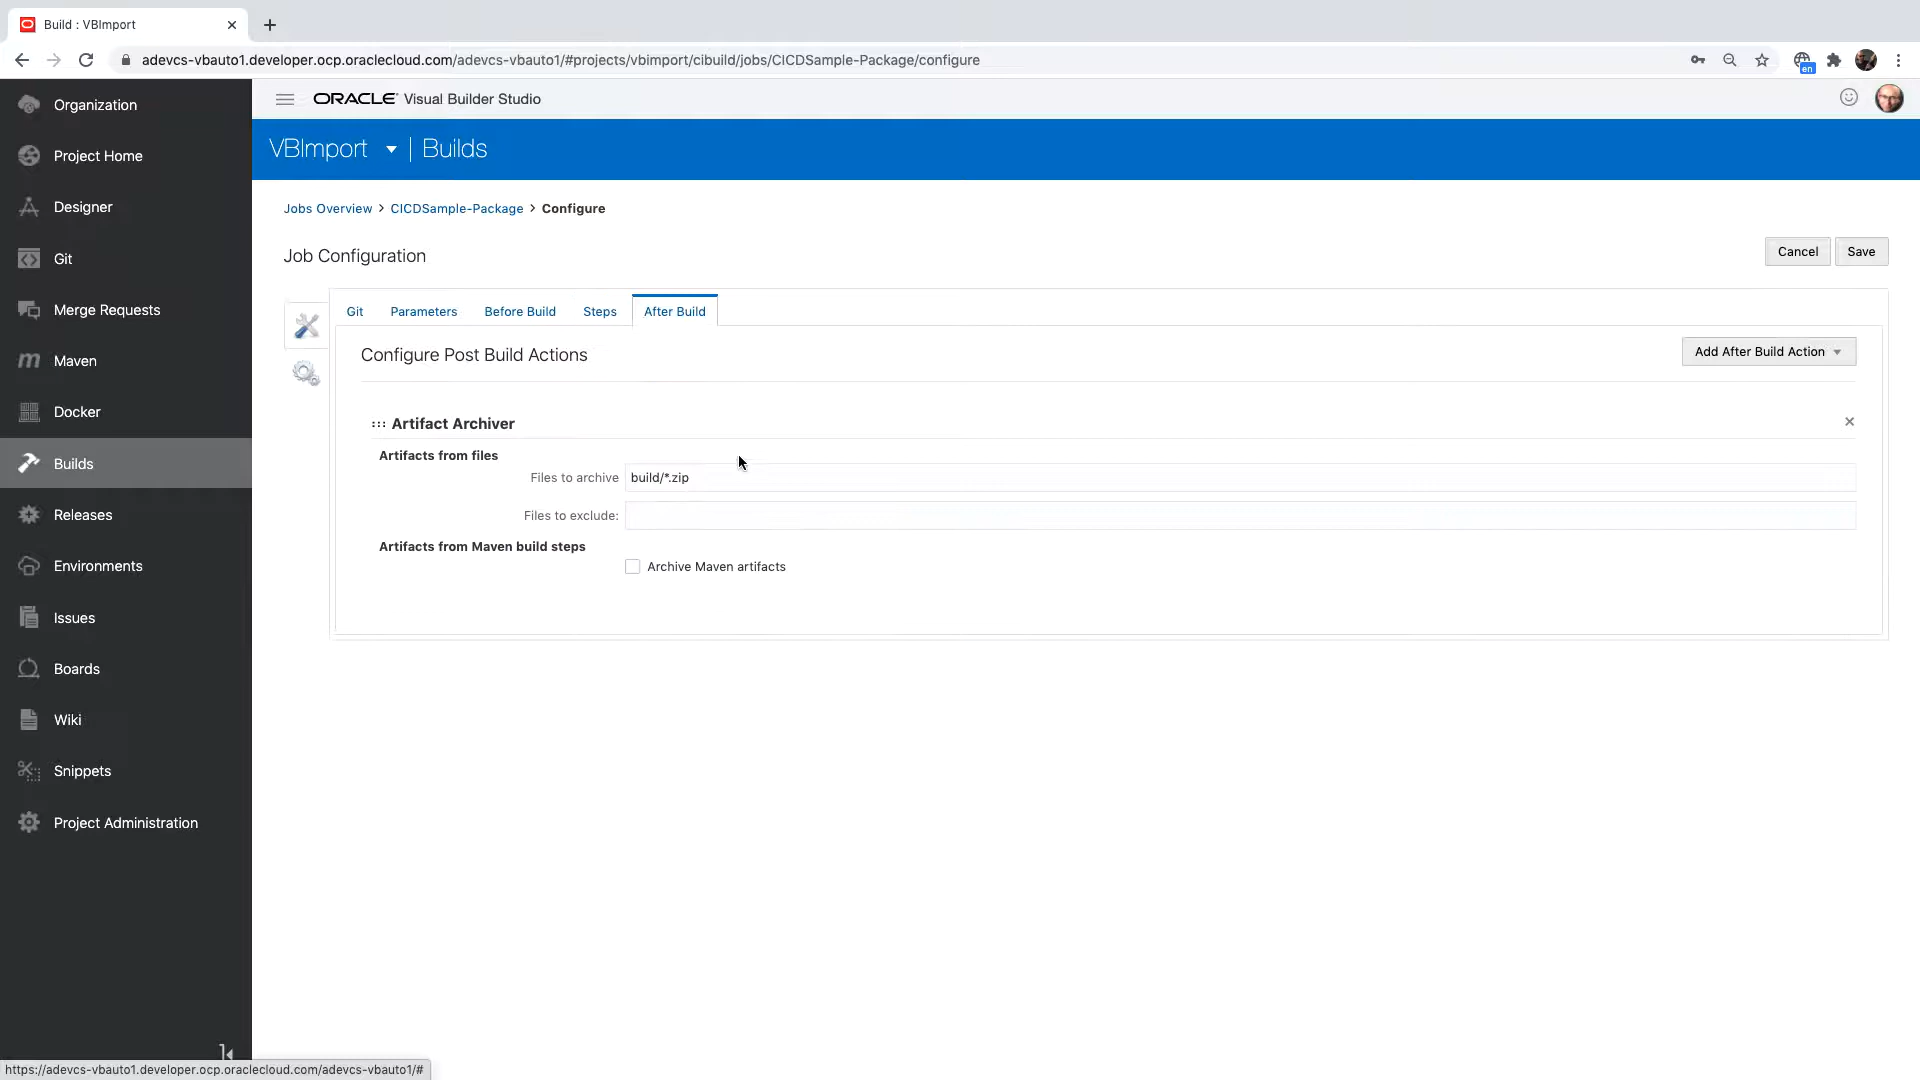 Build : VBImport
adevcs-vbauto1.developer.ocp.oraclecloud.com/adevcs-vbauto1/#projects/vbimport/cibuild/jobs/CICDSample-Package/configure
en
Organization
Project Home
Designer
Git
Merge Requests
Maven
Docker
Builds
Releases
Environments
Issues
Boards
Wiki
Snippets
Project Administration
ORACLE Visual Builder Studio
VBImport | Builds
Jobs Overview > CICDSample-Package > Configure
Job Configuration
Cancel Save
Git Parameters Before Build Steps After Build
Configure Post Build Actions
Add After Build Action
Artifact Archiver
Artifacts from files
Files to archive build/*.zip
Files to exclude:
Artifacts from Maven build steps
Archive Maven artifacts
https://adevcs-vbauto1.developer.ocp.oraclecloud.com/adevcs-vbauto1/#